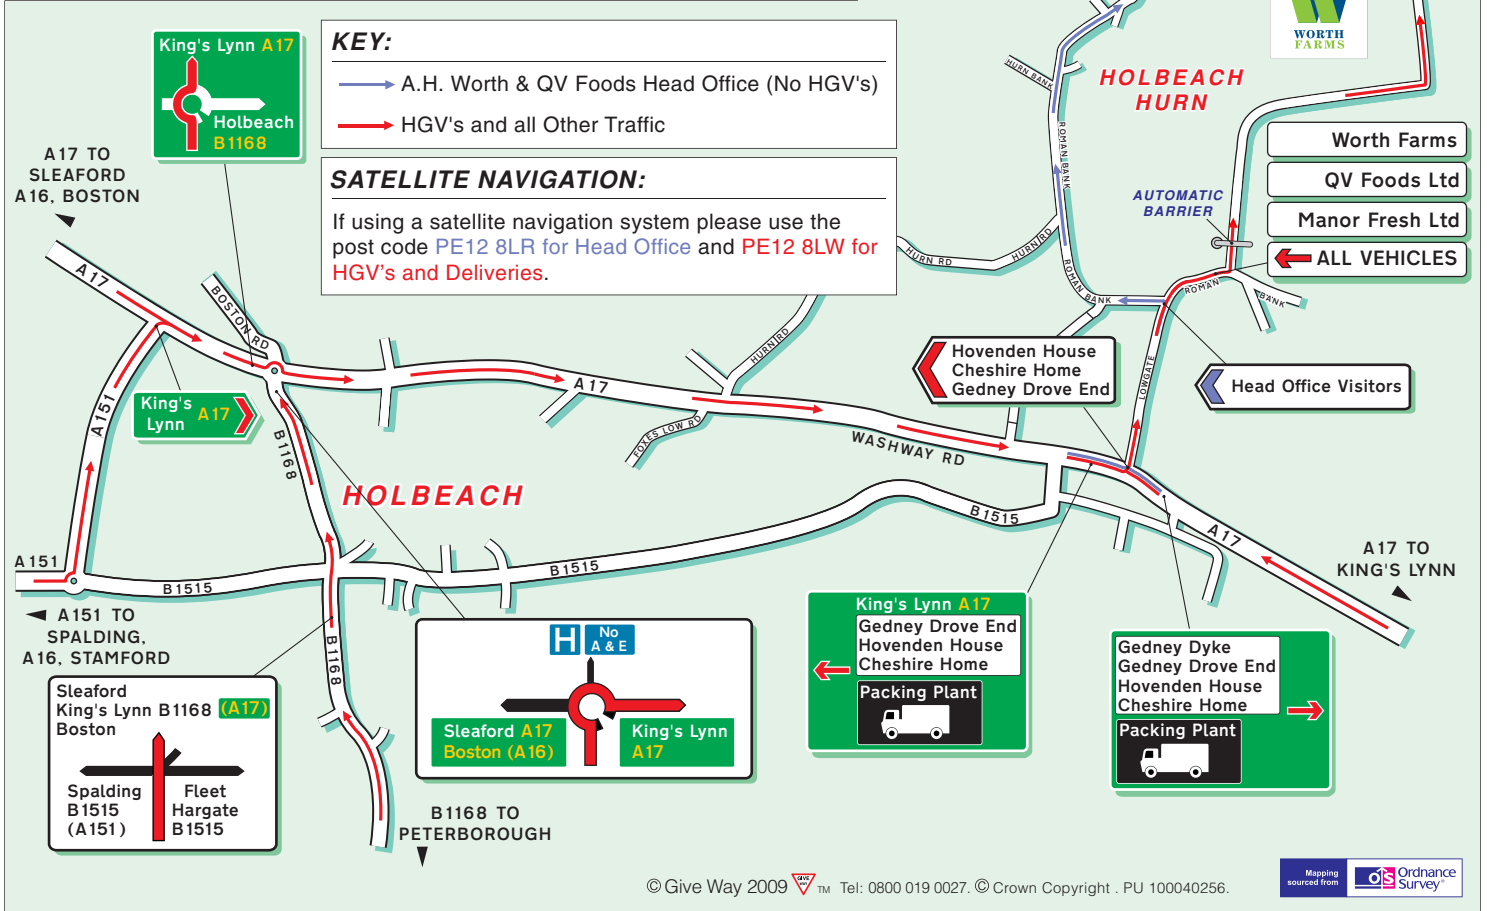 King's Lynn A17
Holbeach
B1168
KEY:
A.H. Worth & QV Foods Head Office (No HGV's)
HGV's and all Other Traffic
SATELLITE NAVIGATION:
If using a satellite navigation system please use the
post code PE12 8LR for Head Office and PE12 8LW for
HGV's and Deliveries.
WORTH
FARMS
HOLBEACH
HURN
HURN BANK
ROMAN BANK
Worth Farms
QV Foods Ltd
Manor Fresh Ltd
ALL VEHICLES
AUTOMATIC
BARRIER
A17 TO
SLEAFORD
A16, BOSTON
A17
BOSTON RD
HURN RD
HURN RD
ROMAN BANK
ROMAN BANK
HURN RD
A17
Hovenden House
Cheshire Home
Gedney Drove End
LOWGATE
Head Office Visitors
King's
Lynn A17
A151
B1168
FOXES LOW RD
WASHWAY RD
HOLBEACH
B1515
A17
A17 TO
KING'S LYNN
A151
B1515
B1515
A151 TO
SPALDING,
A16, STAMFORD
B1168
Sleaford
King's Lynn B1168 (A17)
Boston
Spalding
B1515
(A151)
Fleet
Hargate
B1515
H No
A & E
Sleaford A17
Boston (A16)
King's Lynn
A17
King's Lynn A17
Gedney Drove End
Hovenden House
Cheshire Home
Packing Plant
Gedney Dyke
Gedney Drove End
Hovenden House
Cheshire Home
Packing Plant
B1168 TO
PETERBOROUGH
© Give Way 2009 GIVE WAY TM Tel: 0800 019 0027. © Crown Copyright . PU 100040256.
Mapping
sourced from
OS Ordnance
Survey®